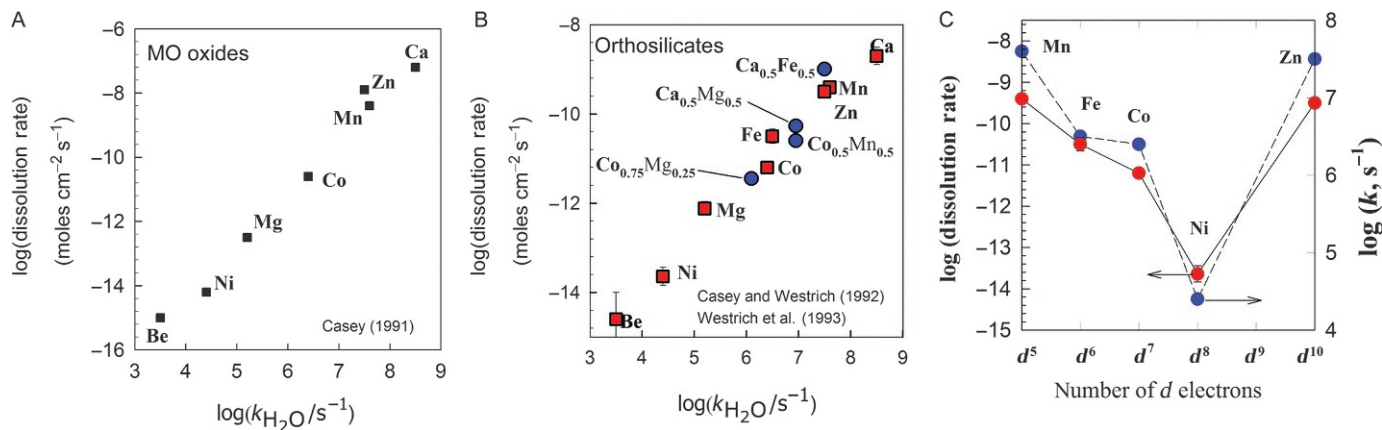 A
MO oxides
log(dissolution rate)
(moles cm⁻² s⁻¹)
−6
−8
−10
−12
−14
−16
Ca
Zn
Mn
Co
Mg
Ni
Be
Casey (1991)
3 4 5 6 7 8 9
log(k_H₂O/s⁻¹)
B
Orthosilicates
log(dissolution rate)
(moles cm⁻² s⁻¹)
−8
−10
−12
−14
Ca
Ca₀.₅Fe₀.₅
Mn
Zn
Ca₀.₅Mg₀.₅
Fe
Co₀.₅Mn₀.₅
Co₀.₇₅Mg₀.₂₅
Co
Mg
Ni
Be
Casey and Westrich (1992)
Westrich et al. (1993)
3 4 5 6 7 8 9
log(k_H₂O/s⁻¹)
C
log (dissolution rate)
−8
−9
−10
−11
−12
−13
−14
−15
Mn
Fe
Co
Ni
Zn
8
7
6
5
4
log (k, s⁻¹)
d⁵ d⁶ d⁷ d⁸ d⁹ d¹⁰
Number of d electrons